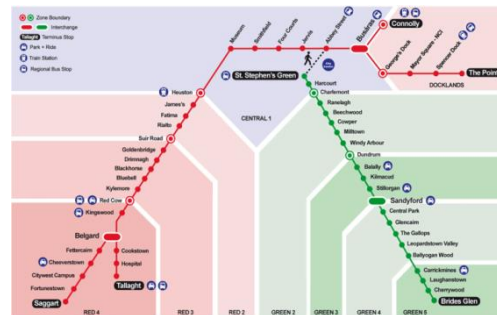 Zone Boundary
Interchange
Tallaght Terminus Stop
Park + Ride
Train Station
Regional Bus Stop
Museum
Smithfield
Four Courts
Jervis
Abbey Street
Busáras
Connolly
George's Dock
Mayor Square - NCI
Spencer Dock
The Point
DOCKLANDS
St. Stephen's Green
Harcourt
Charlemont
Ranelagh
Beechwood
Cowper
Milltown
Windy Arbour
Dundrum
Balally
Kilmacud
Stillorgan
Sandyford
Central Park
Glencairn
The Gallops
Leopardstown Valley
Ballyogan Wood
Carrickmines
Laughanstown
Cherrywood
Brides Glen
CENTRAL 1
Heuston
James's
Fatima
Rialto
Suir Road
Goldenbridge
Drimnagh
Blackhorse
Bluebell
Kylemore
Red Cow
Kingswood
Belgard
Fettercairn
Cheeverstown
Citywest Campus
Fortunestown
Saggart
Cookstown
Hospital
Tallaght
RED 4
RED 3
RED 2
GREEN 2
GREEN 3
GREEN 4
GREEN 5